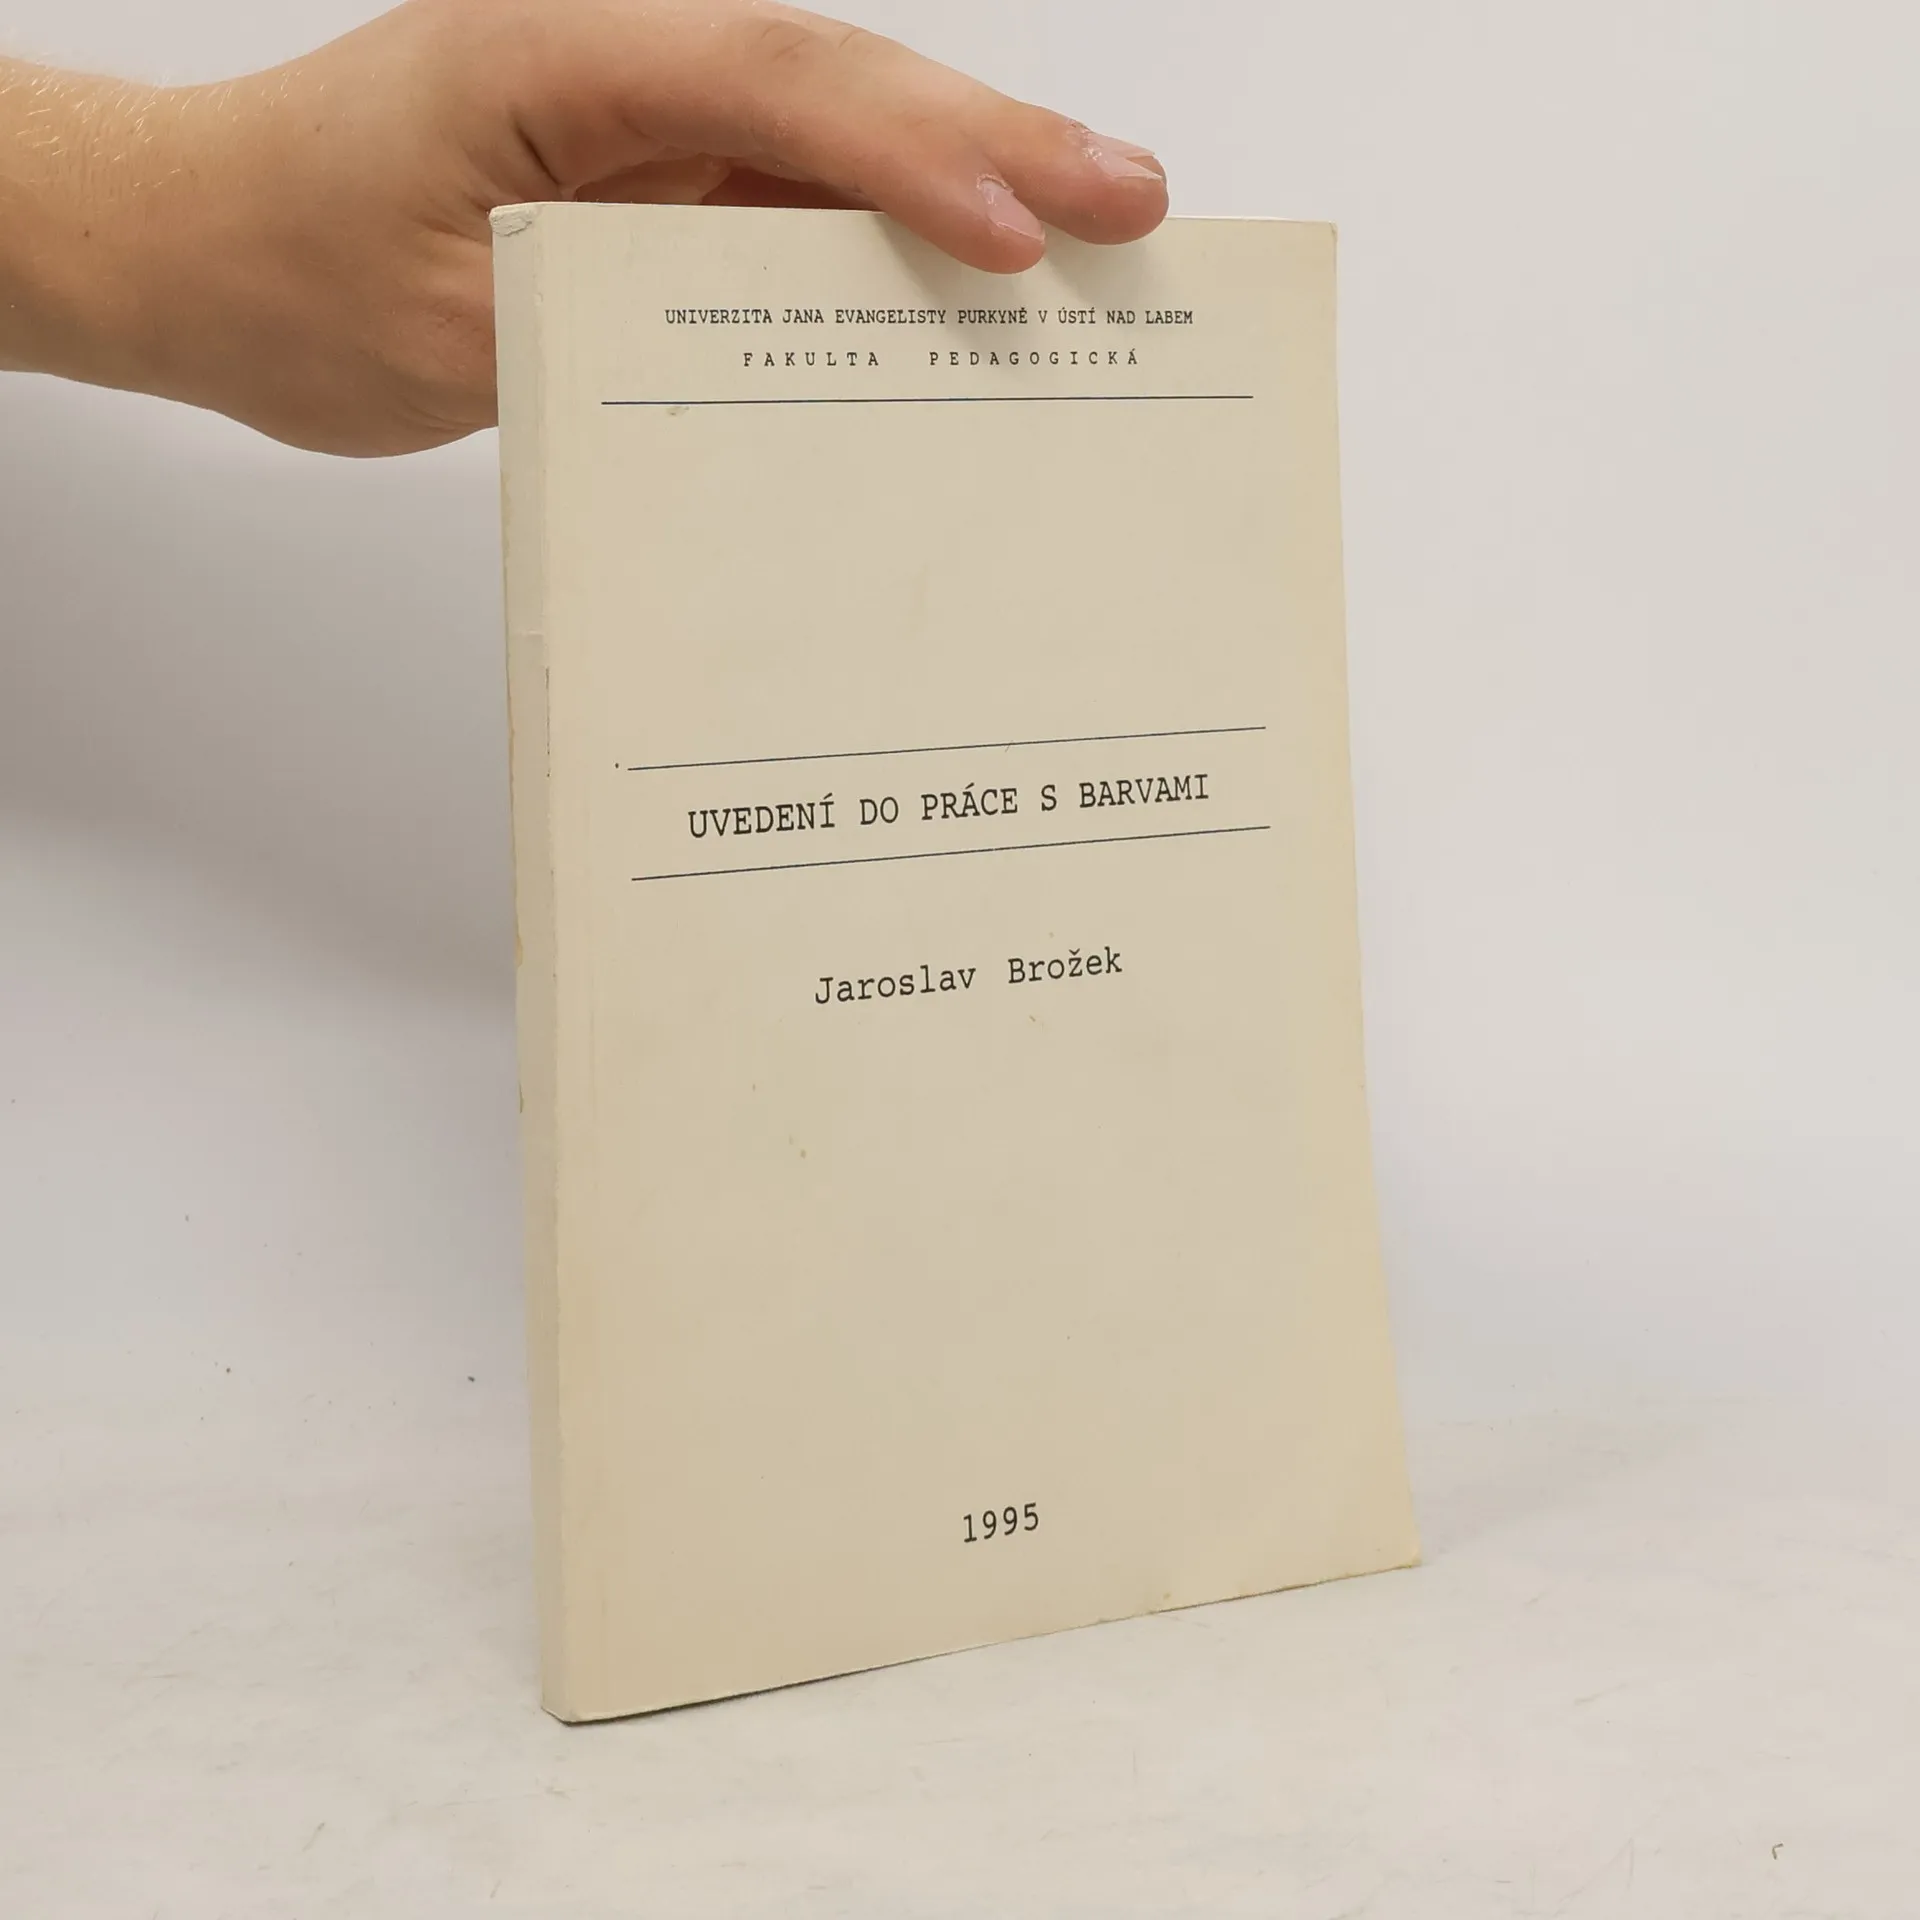 UNIVERZITA JANA EVANGELISTY PURKYNĚ V ÚSTÍ NAD LABEM
FAKULTA PEDAGOGICKÁ
UVEDENÍ DO PRÁCE S BARVAMI
Jaroslav Brožek
1995